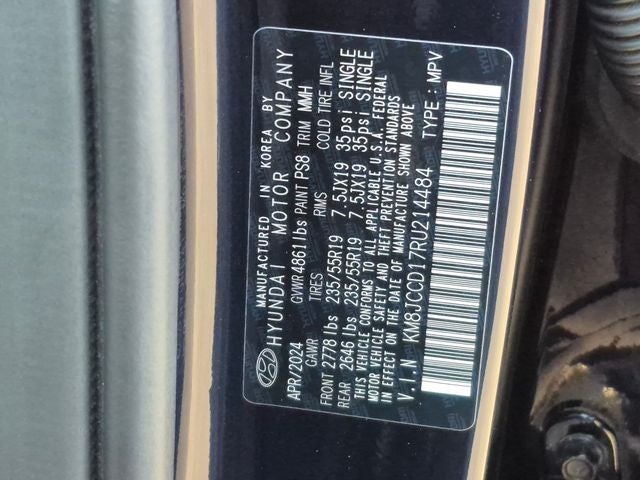 MANUFACTURED IN KOREA BY
HYUNDAI MOTOR COMPANY
APR/2024 GVWR 4861 lbs PAINT PS8 TRIM MMH
GAWR TIRES RIMS COLD TIRE INFL
FRONT 2778 lbs 235/55R19 7.5JX19 35psi SINGLE
REAR 2646 lbs 235/55R19 7.5JX19 35psi SINGLE
THIS VEHICLE CONFORMS TO ALL APPLICABLE U.S.A. FEDERAL
MOTOR VEHICLE SAFETY AND THEFT PREVENTION STANDARDS
IN EFFECT ON THE DATE OF MANUFACTURE SHOWN ABOVE
V.I.N KM8JCCD17RU214484 TYPE : MPV